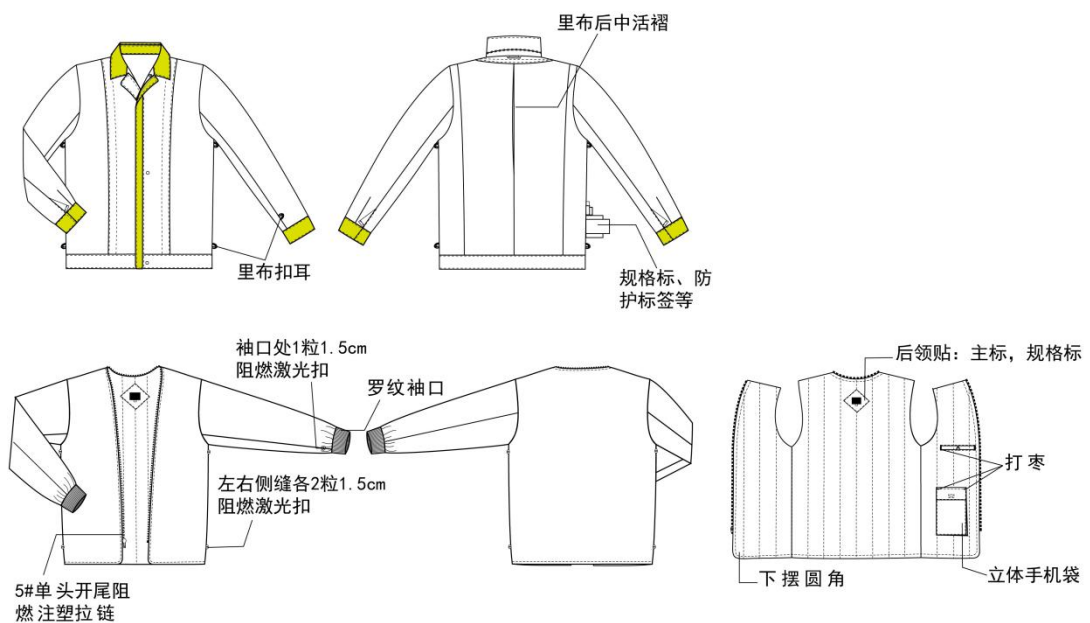 里布后中活褶
里布扣耳
规格标、防
护标签等
袖口处1粒1.5cm
阻燃激光扣
罗纹袖口
后领贴：主标，规格标
打枣
左右侧缝各2粒1.5cm
阻燃激光扣
5#单头开尾阻
燃注塑拉链
下摆圆角
立体手机袋